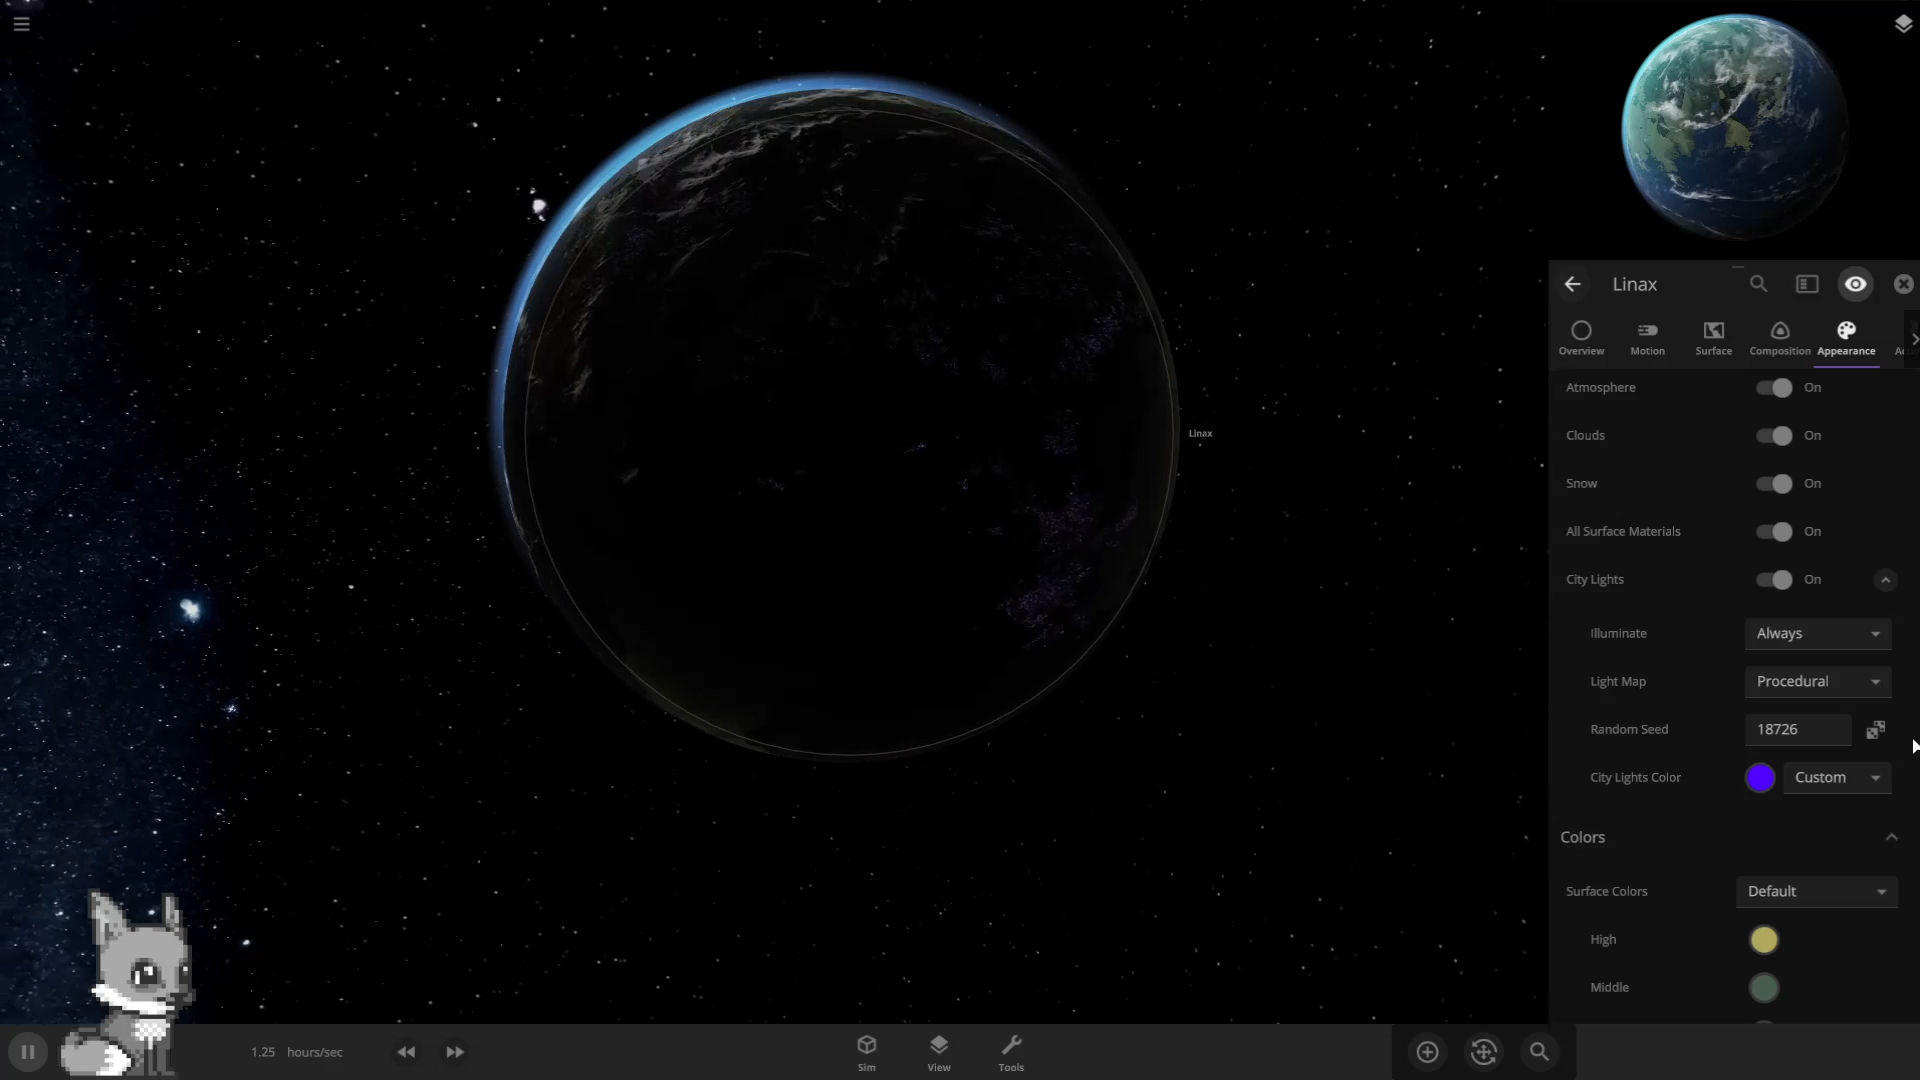 Linax
Linax
Overview Motion Surface Composition Appearance
Atmosphere On
Clouds On
Snow On
All Surface Materials On
City Lights On
Illuminate Always
Light Map Procedural
Random Seed 18726
City Lights Color Custom
Colors
Surface Colors Default
High
Middle
1.25 hours/sec
Sim View Tools